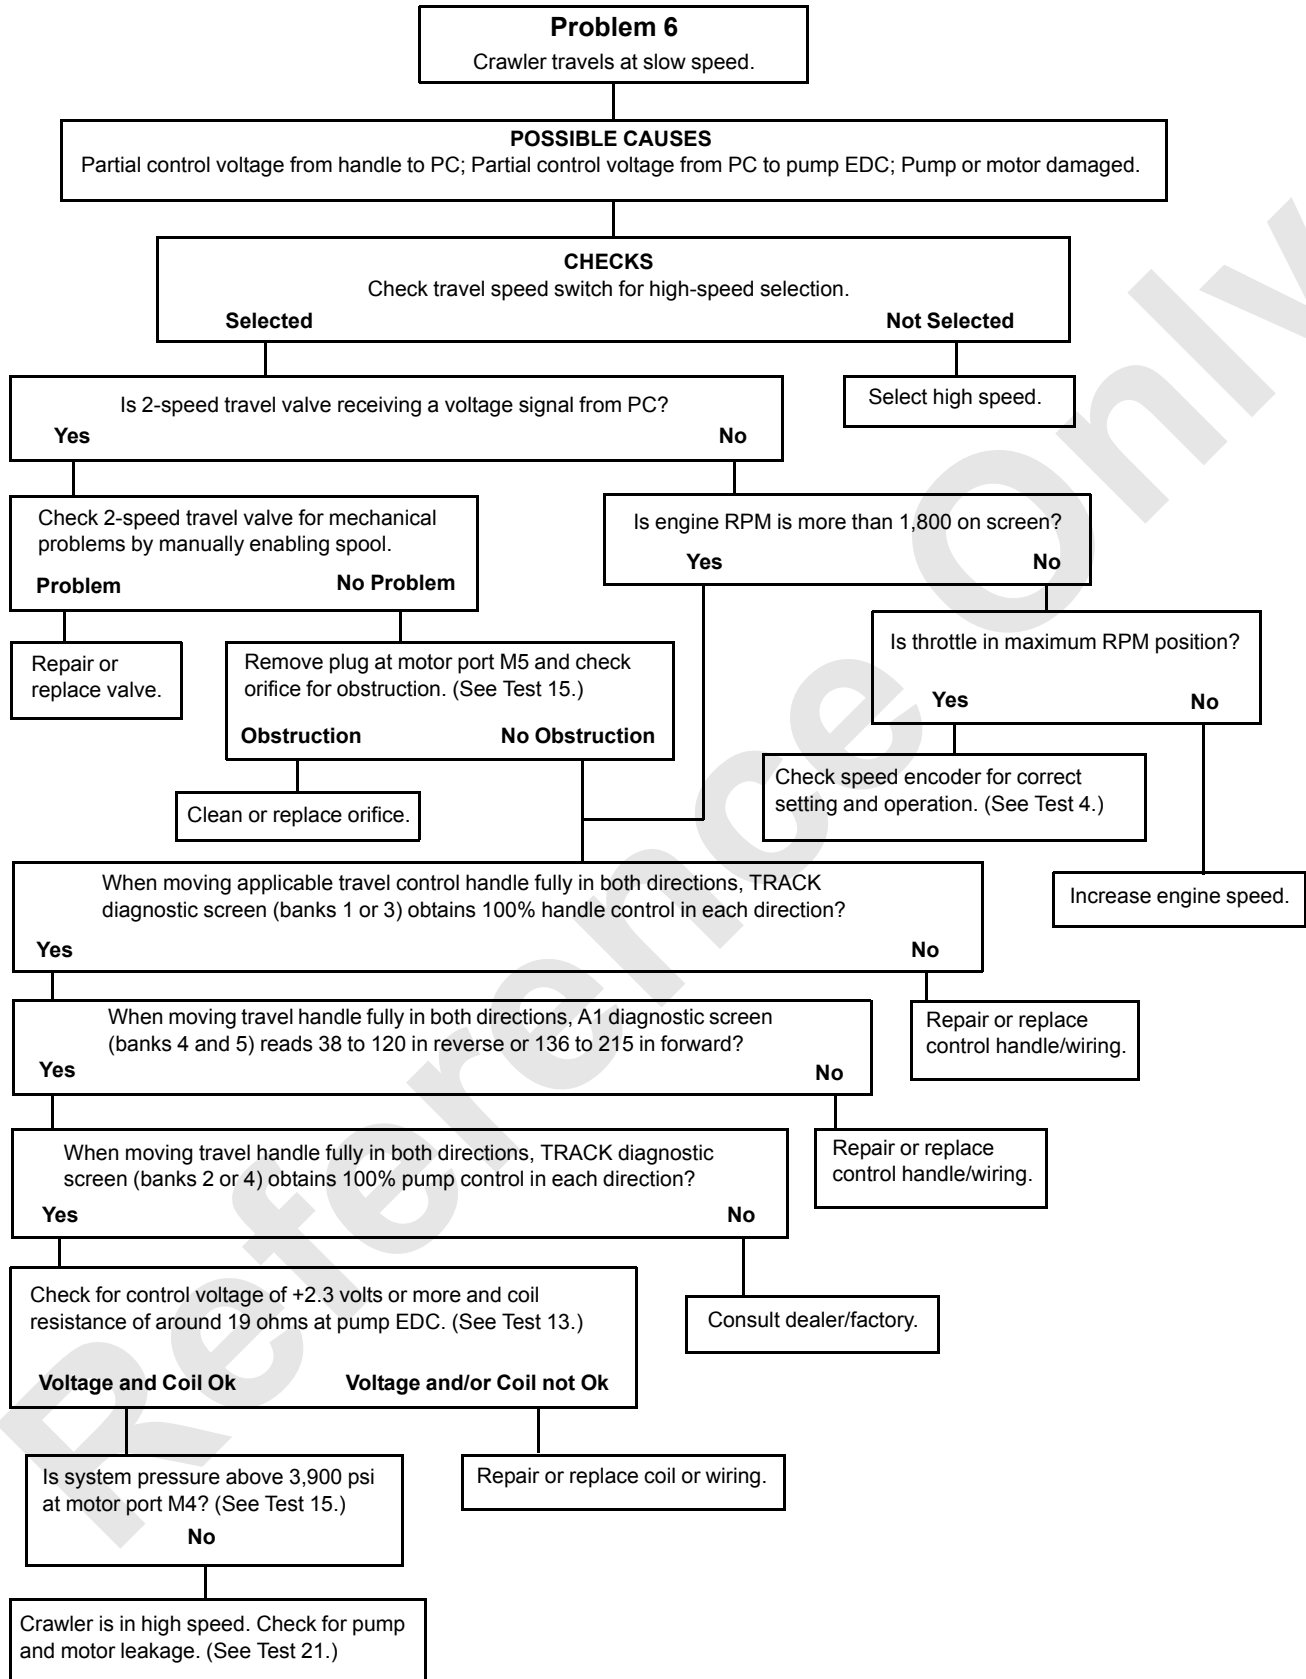 Problem 6
Crawler travels at slow speed.
POSSIBLE CAUSES
Partial control voltage from handle to PC; Partial control voltage from PC to pump EDC; Pump or motor damaged.
CHECKS
Check travel speed switch for high-speed selection.
Selected
Not Selected
Select high speed.
Is 2-speed travel valve receiving a voltage signal from PC?
Yes
No
Check 2-speed travel valve for mechanical
problems by manually enabling spool.
Problem
No Problem
Is engine RPM is more than 1,800 on screen?
Yes
No
Repair or
replace valve.
Remove plug at motor port M5 and check
orifice for obstruction. (See Test 15.)
Obstruction
No Obstruction
Is throttle in maximum RPM position?
Yes
No
Clean or replace orifice.
Check speed encoder for correct
setting and operation. (See Test 4.)
Increase engine speed.
When moving applicable travel control handle fully in both directions, TRACK
diagnostic screen (banks 1 or 3) obtains 100% handle control in each direction?
Yes
No
When moving travel handle fully in both directions, A1 diagnostic screen
(banks 4 and 5) reads 38 to 120 in reverse or 136 to 215 in forward?
Yes
No
Repair or replace
control handle/wiring.
When moving travel handle fully in both directions, TRACK diagnostic
screen (banks 2 or 4) obtains 100% pump control in each direction?
Yes
No
Repair or replace
control handle/wiring.
Check for control voltage of +2.3 volts or more and coil
resistance of around 19 ohms at pump EDC. (See Test 13.)
Voltage and Coil Ok
Voltage and/or Coil not Ok
Consult dealer/factory.
Is system pressure above 3,900 psi
at motor port M4? (See Test 15.)
No
Repair or replace coil or wiring.
Crawler is in high speed. Check for pump
and motor leakage. (See Test 21.)
Reference Only